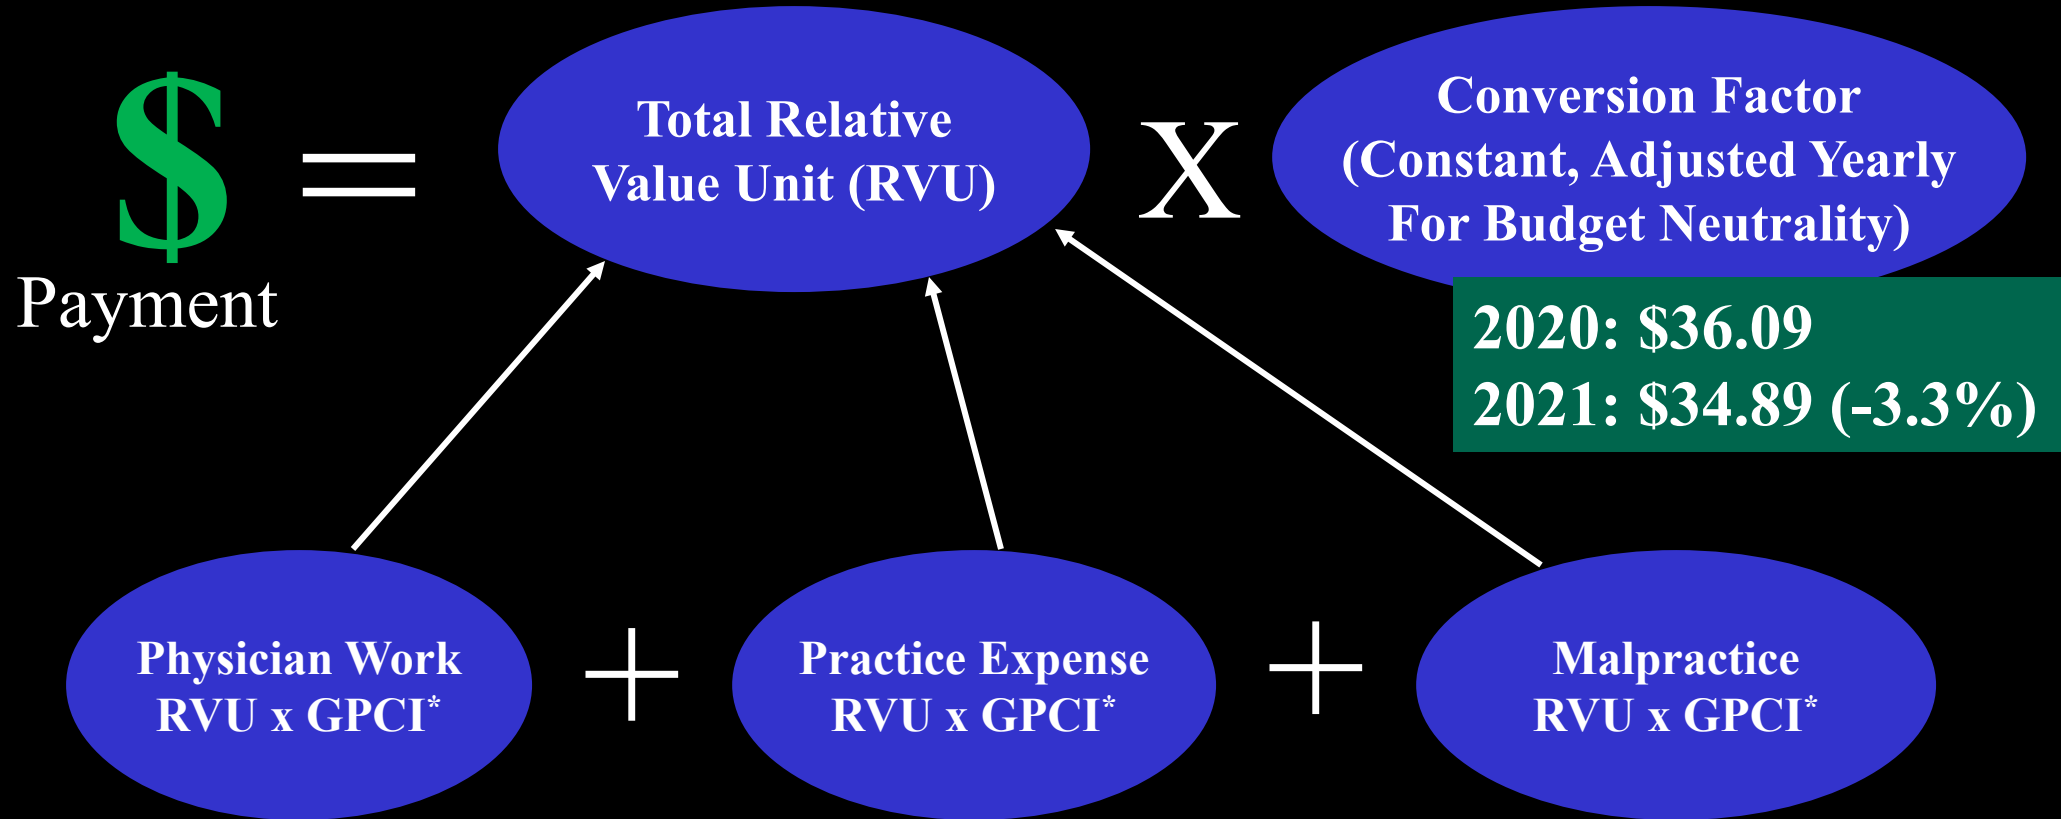 $
Payment
=
Total Relative
Value Unit (RVU)
X
Conversion Factor
(Constant, Adjusted Yearly
For Budget Neutrality)
2020: $36.09
2021: $34.89 (-3.3%)
Physician Work
RVU x GPCI*
+
Practice Expense
RVU x GPCI*
+
Malpractice
RVU x GPCI*